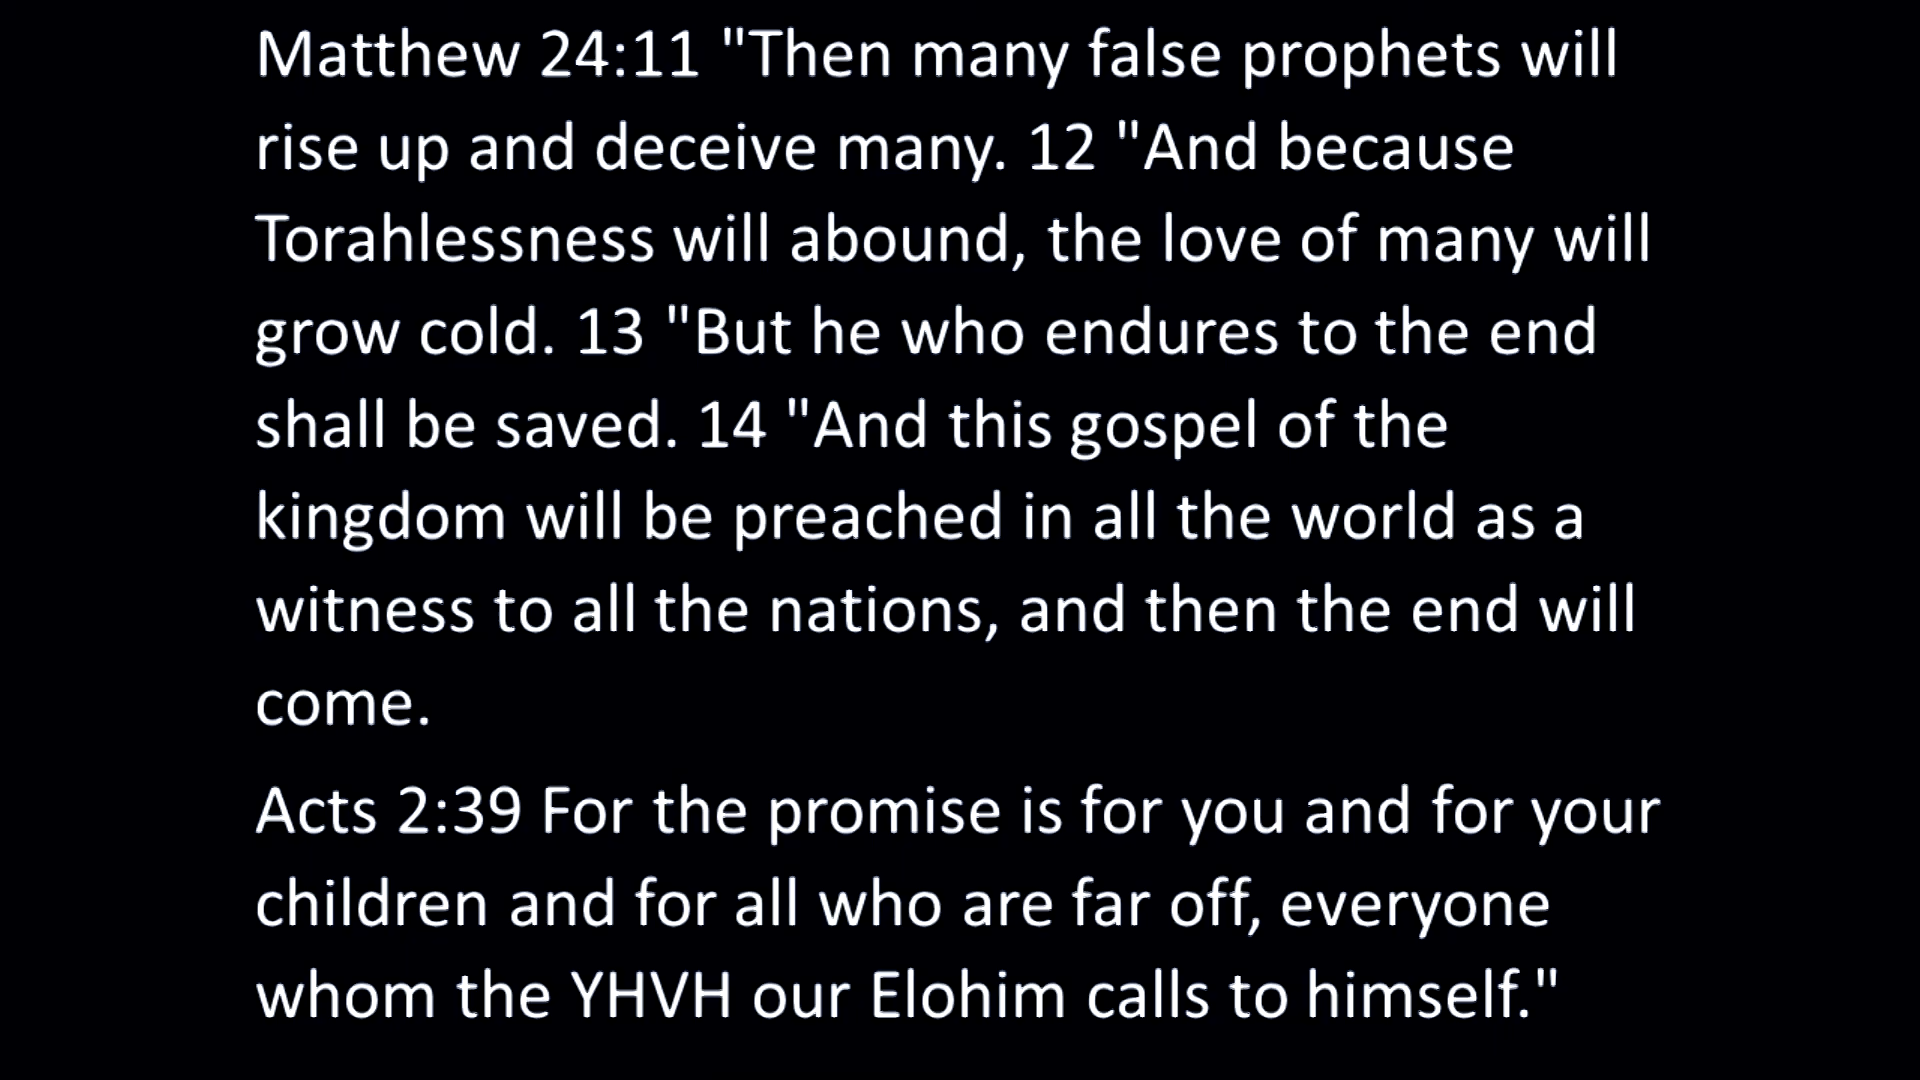 Matthew 24:11 "Then many false prophets will
rise up and deceive many. 12 "And because
Torahlessness will abound, the love of many will
grow cold. 13 "But he who endures to the end
shall be saved. 14 "And this gospel of the
kingdom will be preached in all the world as a
witness to all the nations, and then the end will
come.
Acts 2:39 For the promise is for you and for your
children and for all who are far off, everyone
whom the YHVH our Elohim calls to himself."